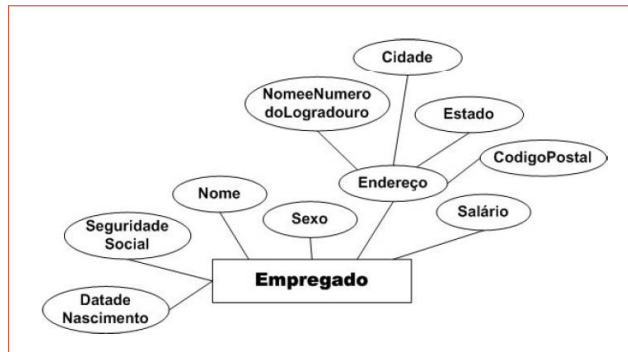 Cidade
NomeeNumero
doLogradouro
Estado
CodigoPostal
Endereço
Nome
Sexo
Salário
Seguridade
Social
Empregado
Datade
Nascimento